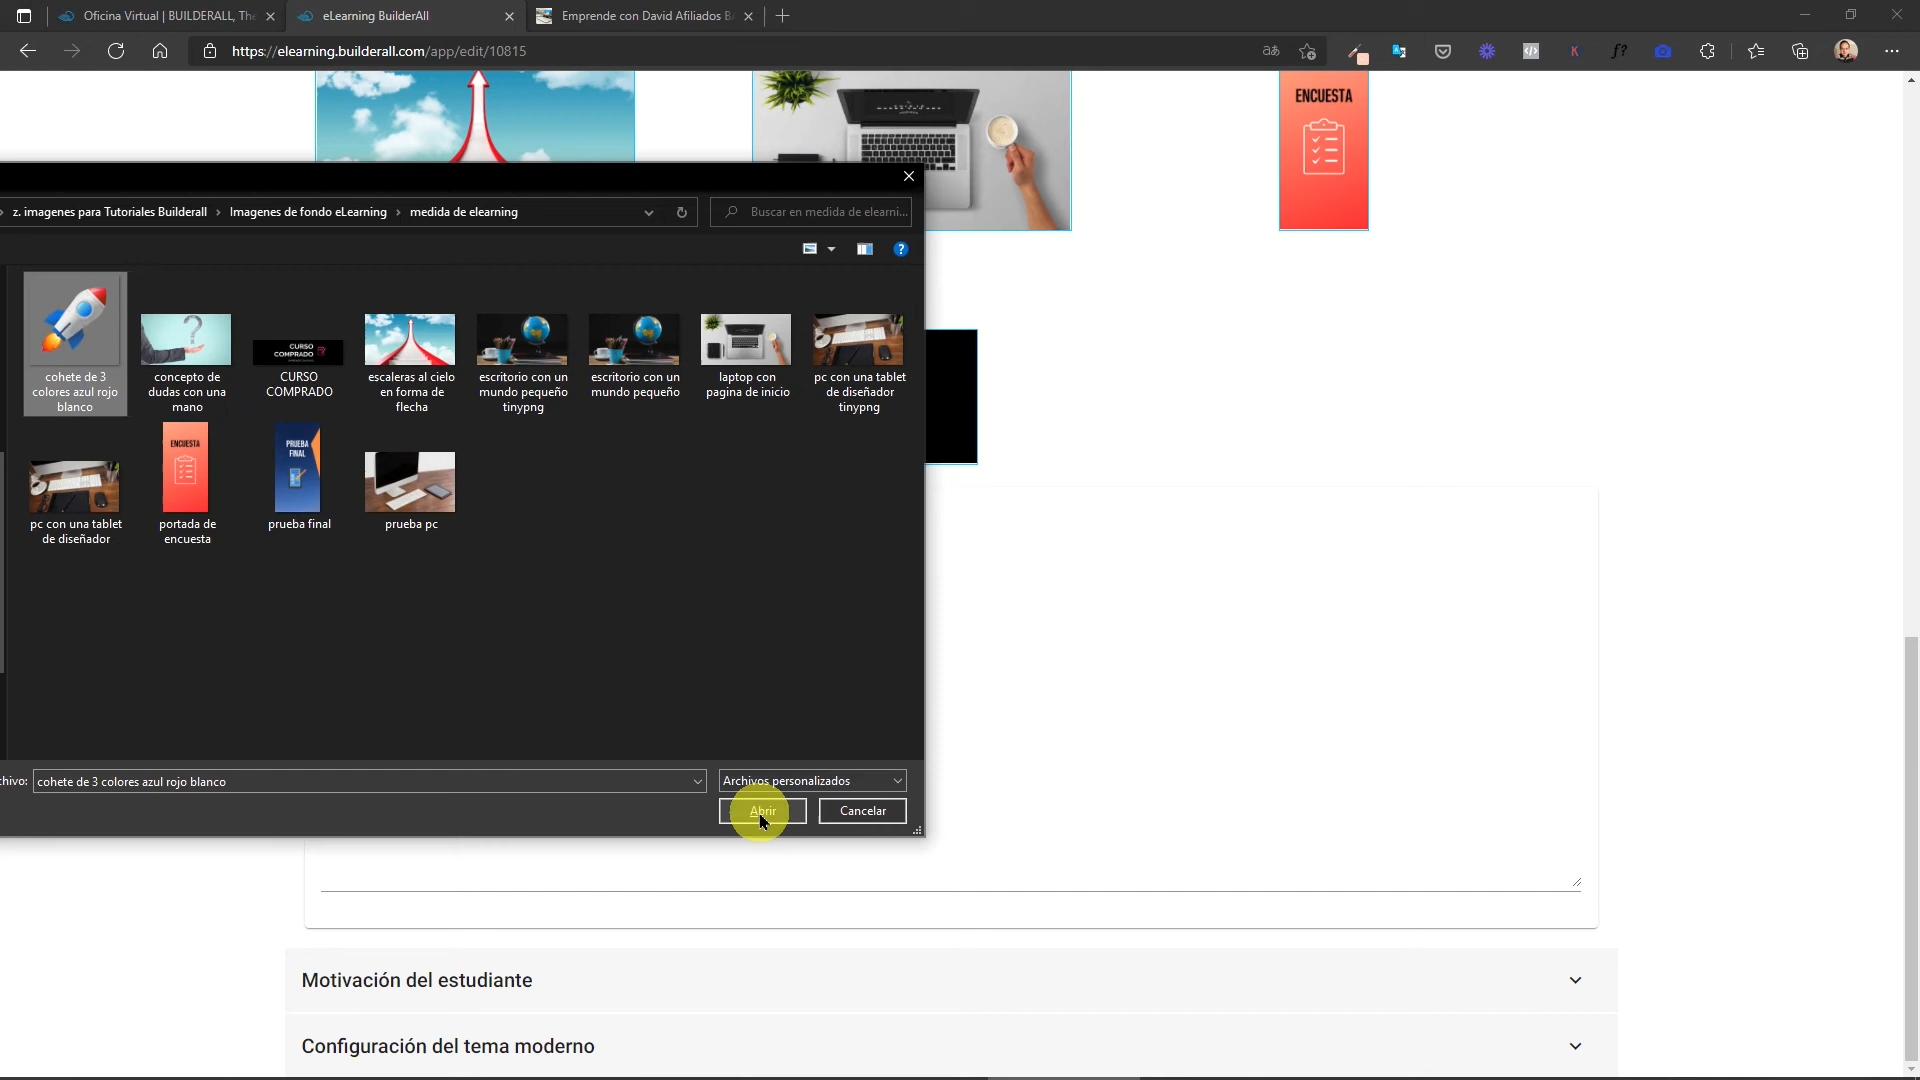 Oficina Virtual | BUILDERALL, The
eLearning BuilderAll
Emprende con David Afiliados B
https://elearning.builderall.com/app/edit/10815
ENCUESTA
z. imagenes para Tutoriales Builderall > Imagenes de fondo eLearning > medida de elearning
Buscar en medida de elearni...
CURSO
COMPRADO
cohete de 3 colores azul rojo blanco
concepto de dudas con una mano
CURSO COMPRADO
escaleras al cielo en forma de flecha
escritorio con un mundo pequeño tinypng
escritorio con un mundo pequeño
laptop con pagina de inicio
pc con una tablet de diseñador tinypng
ENCUESTA
PRUEBA
FINAL
pc con una tablet de diseñador
portada de encuesta
prueba final
prueba pc
chivo:
cohete de 3 colores azul rojo blanco
Archivos personalizados
Abrir
Cancelar
Motivación del estudiante
Configuración del tema moderno